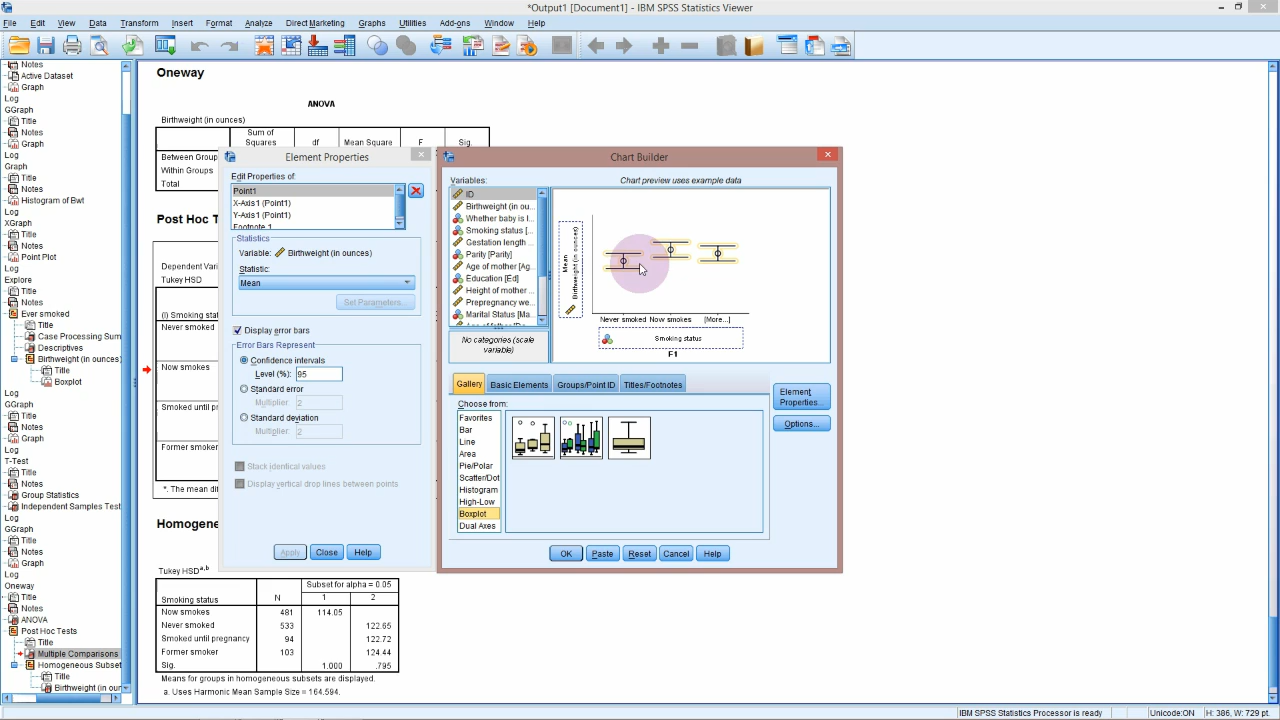 *Output1 [Document1] - IBM SPSS Statistics Viewer
File Edit View Data Transform Insert Format Analyze Direct Marketing Graphs Utilities Add-ons Window Help
Notes
Active Dataset
Graph
Log
GGraph
Title
Notes
Graph
Log
Graph
Title
Notes
Histogram of Bwt
Log
XGraph
Title
Notes
Point Plot
Log
Explore
Title
Notes
Ever smoked
Title
Case Processing Sum
Descriptives
Birthweight (in ounces)
Title
Boxplot
Log
GGraph
Title
Notes
Graph
Log
T-Test
Title
Notes
Group Statistics
Independent Samples Test
Log
GGraph
Title
Notes
Graph
Log
Oneway
Title
Notes
ANOVA
Post Hoc Tests
Title
Multiple Comparisons
Homogeneous Subset
Title
Birthweight (in oun
Oneway
ANOVA
Birthweight (in ounces)
Sum of Squares df Mean Square F Sig.
Between Group
Within Groups
Total
Post Hoc T
Dependent Vari
Tukey HSD
(I) Smoking stat
Never smoked
Now smokes
Smoked until pr
Former smoker
*. The mean di
Homogene
Tukey HSDa,b
Subset for alpha = 0.05
Smoking status N 1 2
Now smokes 481 114.05
Never smoked 533 122.65
Smoked until pregnancy 94 122.72
Former smoker 103 124.44
Sig. 1.000 .795
Means for groups in homogeneous subsets are displayed.
a. Uses Harmonic Mean Sample Size = 164.594.
Element Properties
Edit Properties of:
Point1
X-Axis1 (Point1)
Y-Axis1 (Point1)
Footnote 1
Statistics
Variable: Birthweight (in ounces)
Statistic:
Mean
Set Parameters...
Display error bars
Error Bars Represent
Confidence intervals
Level (%): 95
Standard error
Multiplier: 2
Standard deviation
Multiplier: 2
Stack identical values
Display vertical drop lines between points
Apply Close Help
Chart Builder
Variables:
ID
Birthweight (in ou...
Whether baby is l...
Smoking status [...
Gestation length ...
Parity [Parity]
Age of mother [Ag...
Education [Ed]
Height of mother ...
Prepregnancy we...
Marital Status [Ma...
No categories (scale variable)
Chart preview uses example data
Mean
Birthweight (in ounces)
Never smoked Now smokes [More...]
Smoking status
F1
Gallery Basic Elements Groups/Point ID Titles/Footnotes
Choose from:
Favorites
Bar
Line
Area
Pie/Polar
Scatter/Dot
Histogram
High-Low
Boxplot
Dual Axes
Element Properties...
Options...
OK Paste Reset Cancel Help
IBM SPSS Statistics Processor is ready Unicode:ON H: 386, W: 729 pt.